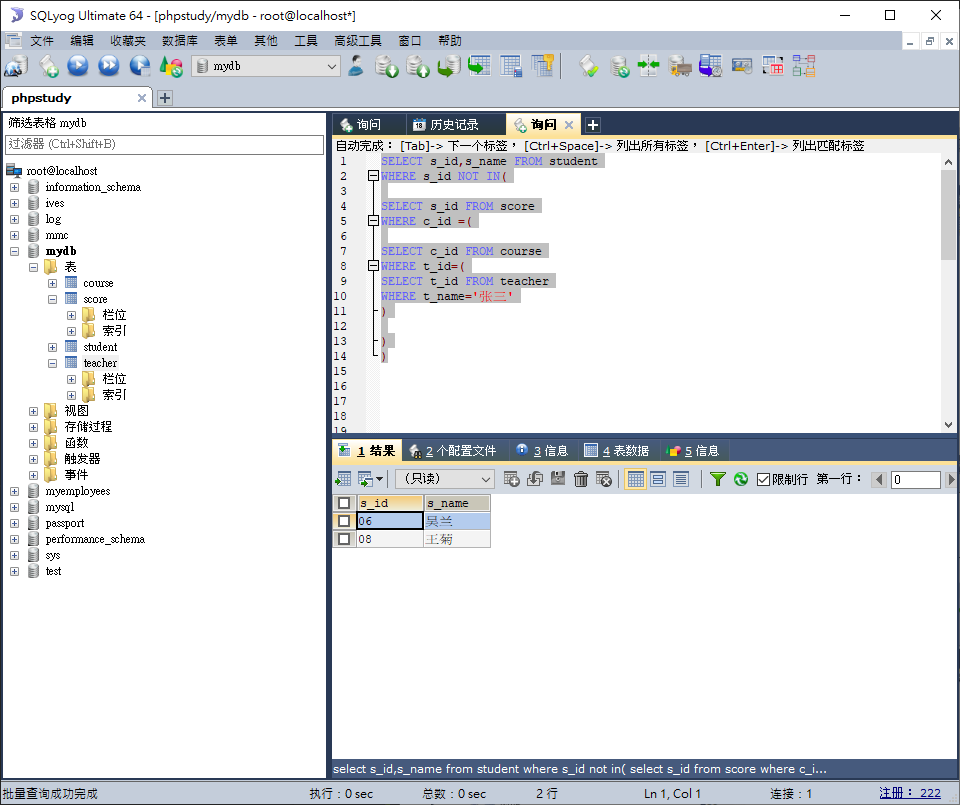 SQLyog Ultimate 64 - [phpstudy/mydb - root@localhost*]
文件 编辑 收藏夹 数据库 表单 其他 工具 高级工具 窗口 帮助
mydb
phpstudy
筛选表格 mydb
过滤器 (Ctrl+Shift+B)
root@localhost
information_schema
ives
log
mmc
mydb
表
course
score
栏位
索引
student
teacher
栏位
索引
视图
存储过程
函数
触发器
事件
myemployees
mysql
passport
performance_schema
sys
test
询问 历史记录 询问
自动完成： [Tab]-> 下一个标签， [Ctrl+Space]-> 列出所有标签， [Ctrl+Enter]-> 列出匹配标签
1 SELECT s_id,s_name FROM student
2 WHERE s_id NOT IN(
3
4 SELECT s_id FROM score
5 WHERE c_id =(
6
7 SELECT c_id FROM course
8 WHERE t_id=(
9 SELECT t_id FROM teacher
10 WHERE t_name='张三'
11 )
12
13 )
14 )
15
16
17
18
19
1 结果 2 个配置文件 3 信息 4 表数据 5 信息
（只读） 限制行 第一行： 0
s_id s_name
06 吴兰
08 王菊
select s_id,s_name from student where s_id not in( select s_id from score where c_i...
批量查询成功完成 执行：0 sec 总数：0 sec 2 行 Ln 1, Col 1 连接：1 注册： 222